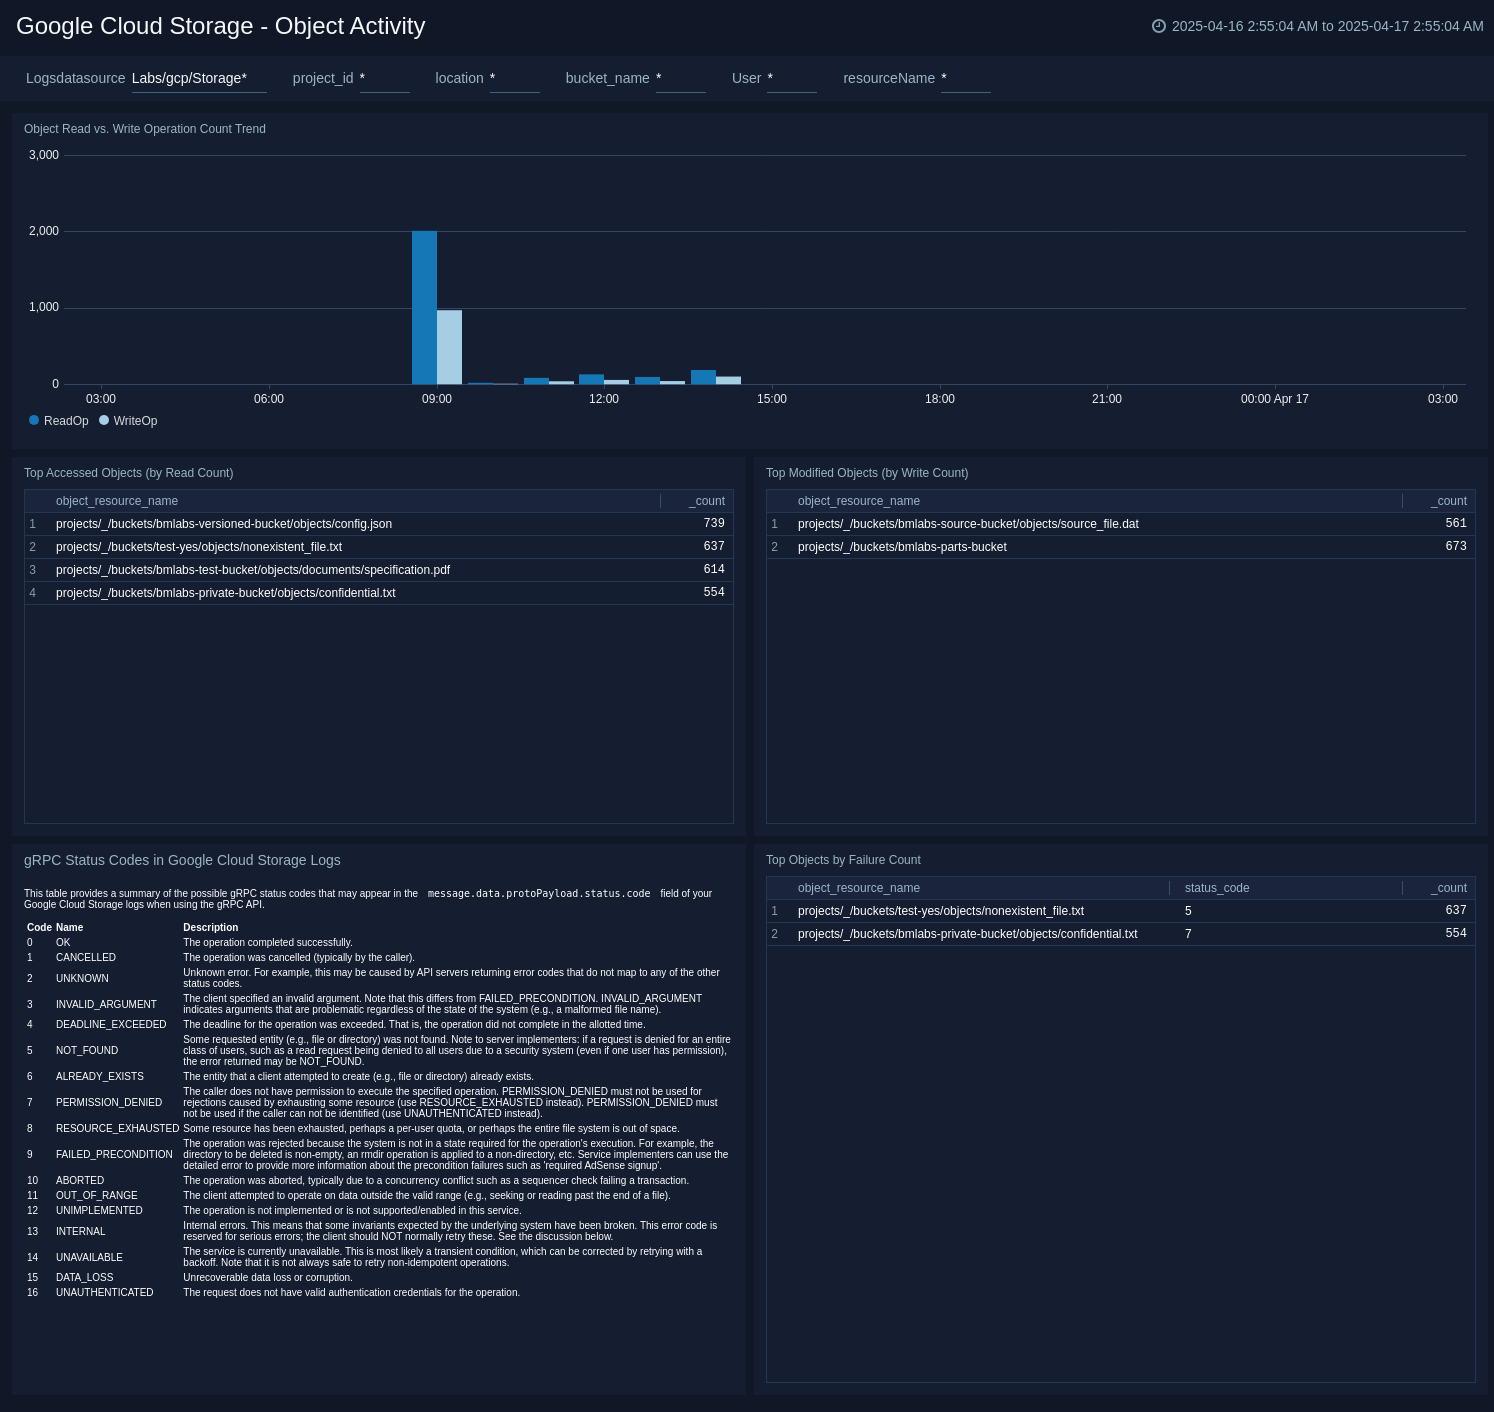 Google Cloud Storage - Object Activity
2025-04-16 2:55:04 AM to 2025-04-17 2:55:04 AM
Logsdatasource Labs/gcp/Storage* project_id * location * bucket_name * User * resourceName *
Object Read vs. Write Operation Count Trend
3,000
2,000
1,000
0
03:00 06:00 09:00 12:00 15:00 18:00 21:00 00:00 Apr 17 03:00
ReadOp WriteOp
Top Accessed Objects (by Read Count)
object_resource_name _count
1 projects/_/buckets/bmlabs-versioned-bucket/objects/config.json 739
2 projects/_/buckets/test-yes/objects/nonexistent_file.txt 637
3 projects/_/buckets/bmlabs-test-bucket/objects/documents/specification.pdf 614
4 projects/_/buckets/bmlabs-private-bucket/objects/confidential.txt 554
Top Modified Objects (by Write Count)
object_resource_name _count
1 projects/_/buckets/bmlabs-source-bucket/objects/source_file.dat 561
2 projects/_/buckets/bmlabs-parts-bucket 673
gRPC Status Codes in Google Cloud Storage Logs
This table provides a summary of the possible gRPC status codes that may appear in the message.data.protoPayload.status.code field of your
Google Cloud Storage logs when using the gRPC API.
Code Name Description
0 OK The operation completed successfully.
1 CANCELLED The operation was cancelled (typically by the caller).
2 UNKNOWN Unknown error. For example, this may be caused by API servers returning error codes that do not map to any of the other
status codes.
3 INVALID_ARGUMENT The client specified an invalid argument. Note that this differs from FAILED_PRECONDITION. INVALID_ARGUMENT
indicates arguments that are problematic regardless of the state of the system (e.g., a malformed file name).
4 DEADLINE_EXCEEDED The deadline for the operation was exceeded. That is, the operation did not complete in the allotted time.
5 NOT_FOUND Some requested entity (e.g., file or directory) was not found. Note to server implementers: if a request is denied for an entire
class of users, such as a read request being denied to all users due to a security system (even if one user has permission),
the error returned may be NOT_FOUND.
6 ALREADY_EXISTS The entity that a client attempted to create (e.g., file or directory) already exists.
7 PERMISSION_DENIED The caller does not have permission to execute the specified operation. PERMISSION_DENIED must not be used for
rejections caused by exhausting some resource (use RESOURCE_EXHAUSTED instead). PERMISSION_DENIED must
not be used if the caller can not be identified (use UNAUTHENTICATED instead).
8 RESOURCE_EXHAUSTED Some resource has been exhausted, perhaps a per-user quota, or perhaps the entire file system is out of space.
9 FAILED_PRECONDITION The operation was rejected because the system is not in a state required for the operation's execution. For example, the
directory to be deleted is non-empty, an rmdir operation is applied to a non-directory, etc. Service implementers can use the
detailed error to provide more information about the precondition failures such as 'required AdSense signup'.
10 ABORTED The operation was aborted, typically due to a concurrency conflict such as a sequencer check failing a transaction.
11 OUT_OF_RANGE The client attempted to operate on data outside the valid range (e.g., seeking or reading past the end of a file).
12 UNIMPLEMENTED The operation is not implemented or is not supported/enabled in this service.
13 INTERNAL Internal errors. This means that some invariants expected by the underlying system have been broken. This error code is
reserved for serious errors; the client should NOT normally retry these. See the discussion below.
14 UNAVAILABLE The service is currently unavailable. This is most likely a transient condition, which can be corrected by retrying with a
backoff. Note that it is not always safe to retry non-idempotent operations.
15 DATA_LOSS Unrecoverable data loss or corruption.
16 UNAUTHENTICATED The request does not have valid authentication credentials for the operation.
Top Objects by Failure Count
object_resource_name status_code _count
1 projects/_/buckets/test-yes/objects/nonexistent_file.txt 5 637
2 projects/_/buckets/bmlabs-private-bucket/objects/confidential.txt 7 554